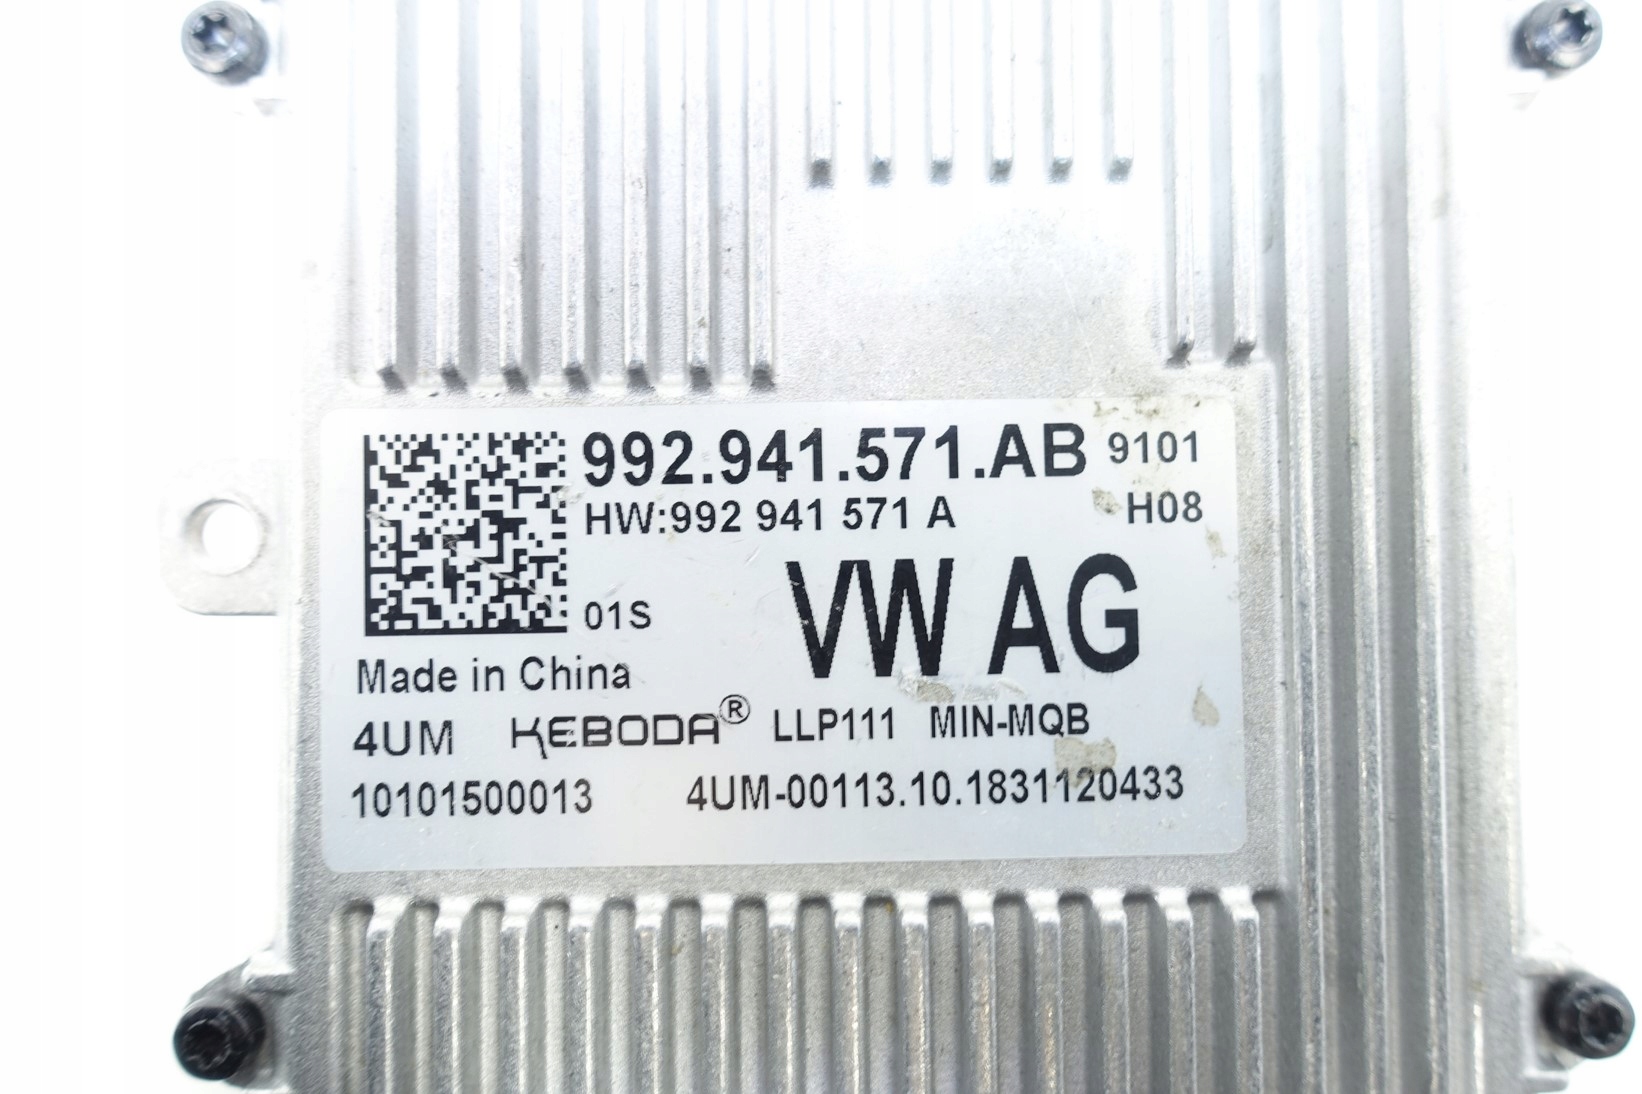 992.941.571.AB 9101
HW:992 941 571 A H08
01S VW AG
Made in China
4UM KEBODA® LLP111 MIN-MQB
10101500013 4UM-00113.10.1831120433